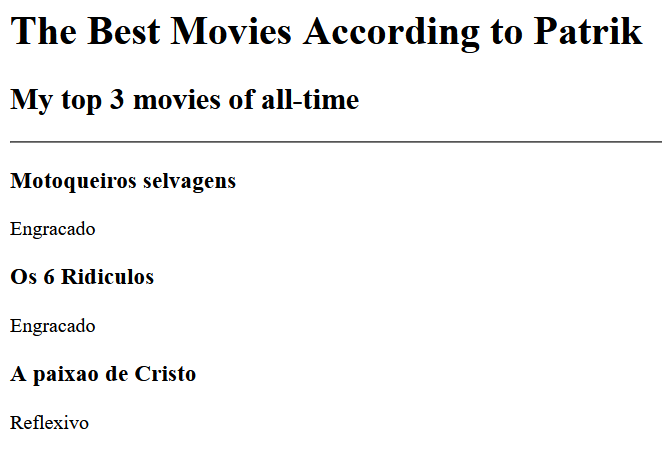 The Best Movies According to Patrik
My top 3 movies of all-time
Motoqueiros selvagens
Engracado
Os 6 Ridiculos
Engracado
A paixao de Cristo
Reflexivo